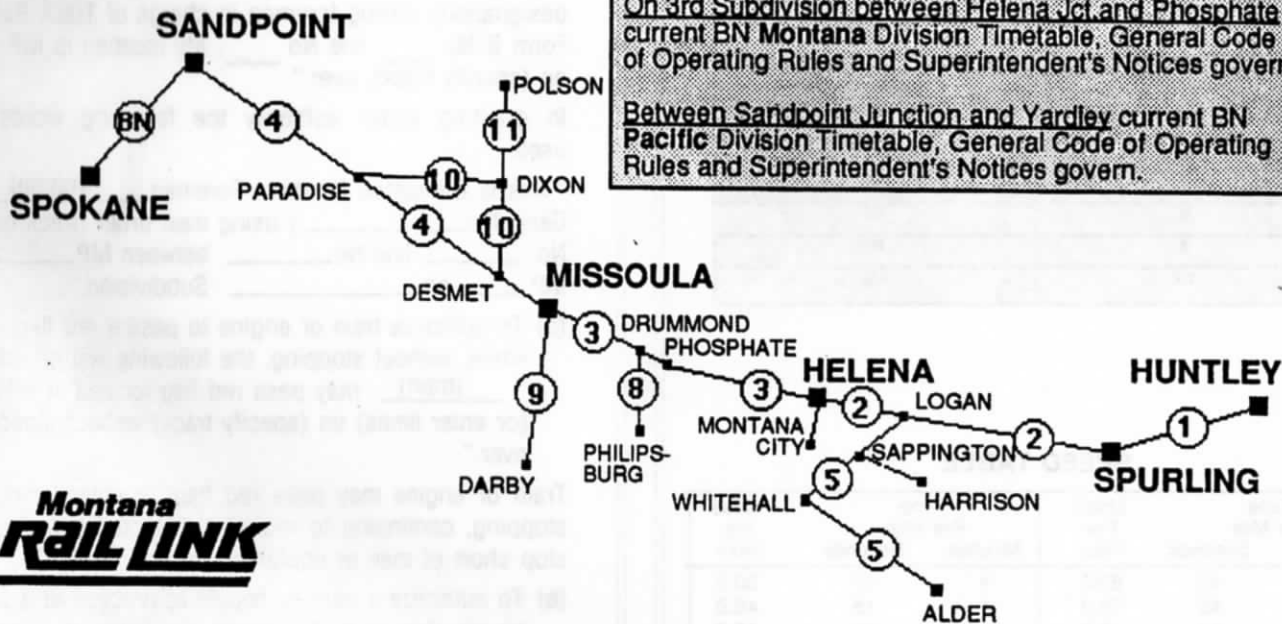 On 3rd Subdivision between Helena Jct.and Phosphate
current BN Montana Division Timetable, General Code
of Operating Rules and Superintendent's Notices govern
Between Sandpoint Junction and Yardley current BN
Pacific Division Timetable, General Code of Operating
Rules and Superintendent's Notices govern.
SANDPOINT
BN
4
SPOKANE
PARADISE
POLSON
11
10
DIXON
4
10
DESMET
MISSOULA
3
DRUMMOND
PHOSPHATE
9
8
3
HELENA
2
LOGAN
HUNTLEY
DARBY
PHILIPS-
BURG
MONTANA
CITY
SAPPINGTON
2
1
SPURLING
5
HARRISON
WHITEHALL
5
ALDER
Montana
RAIL LINK